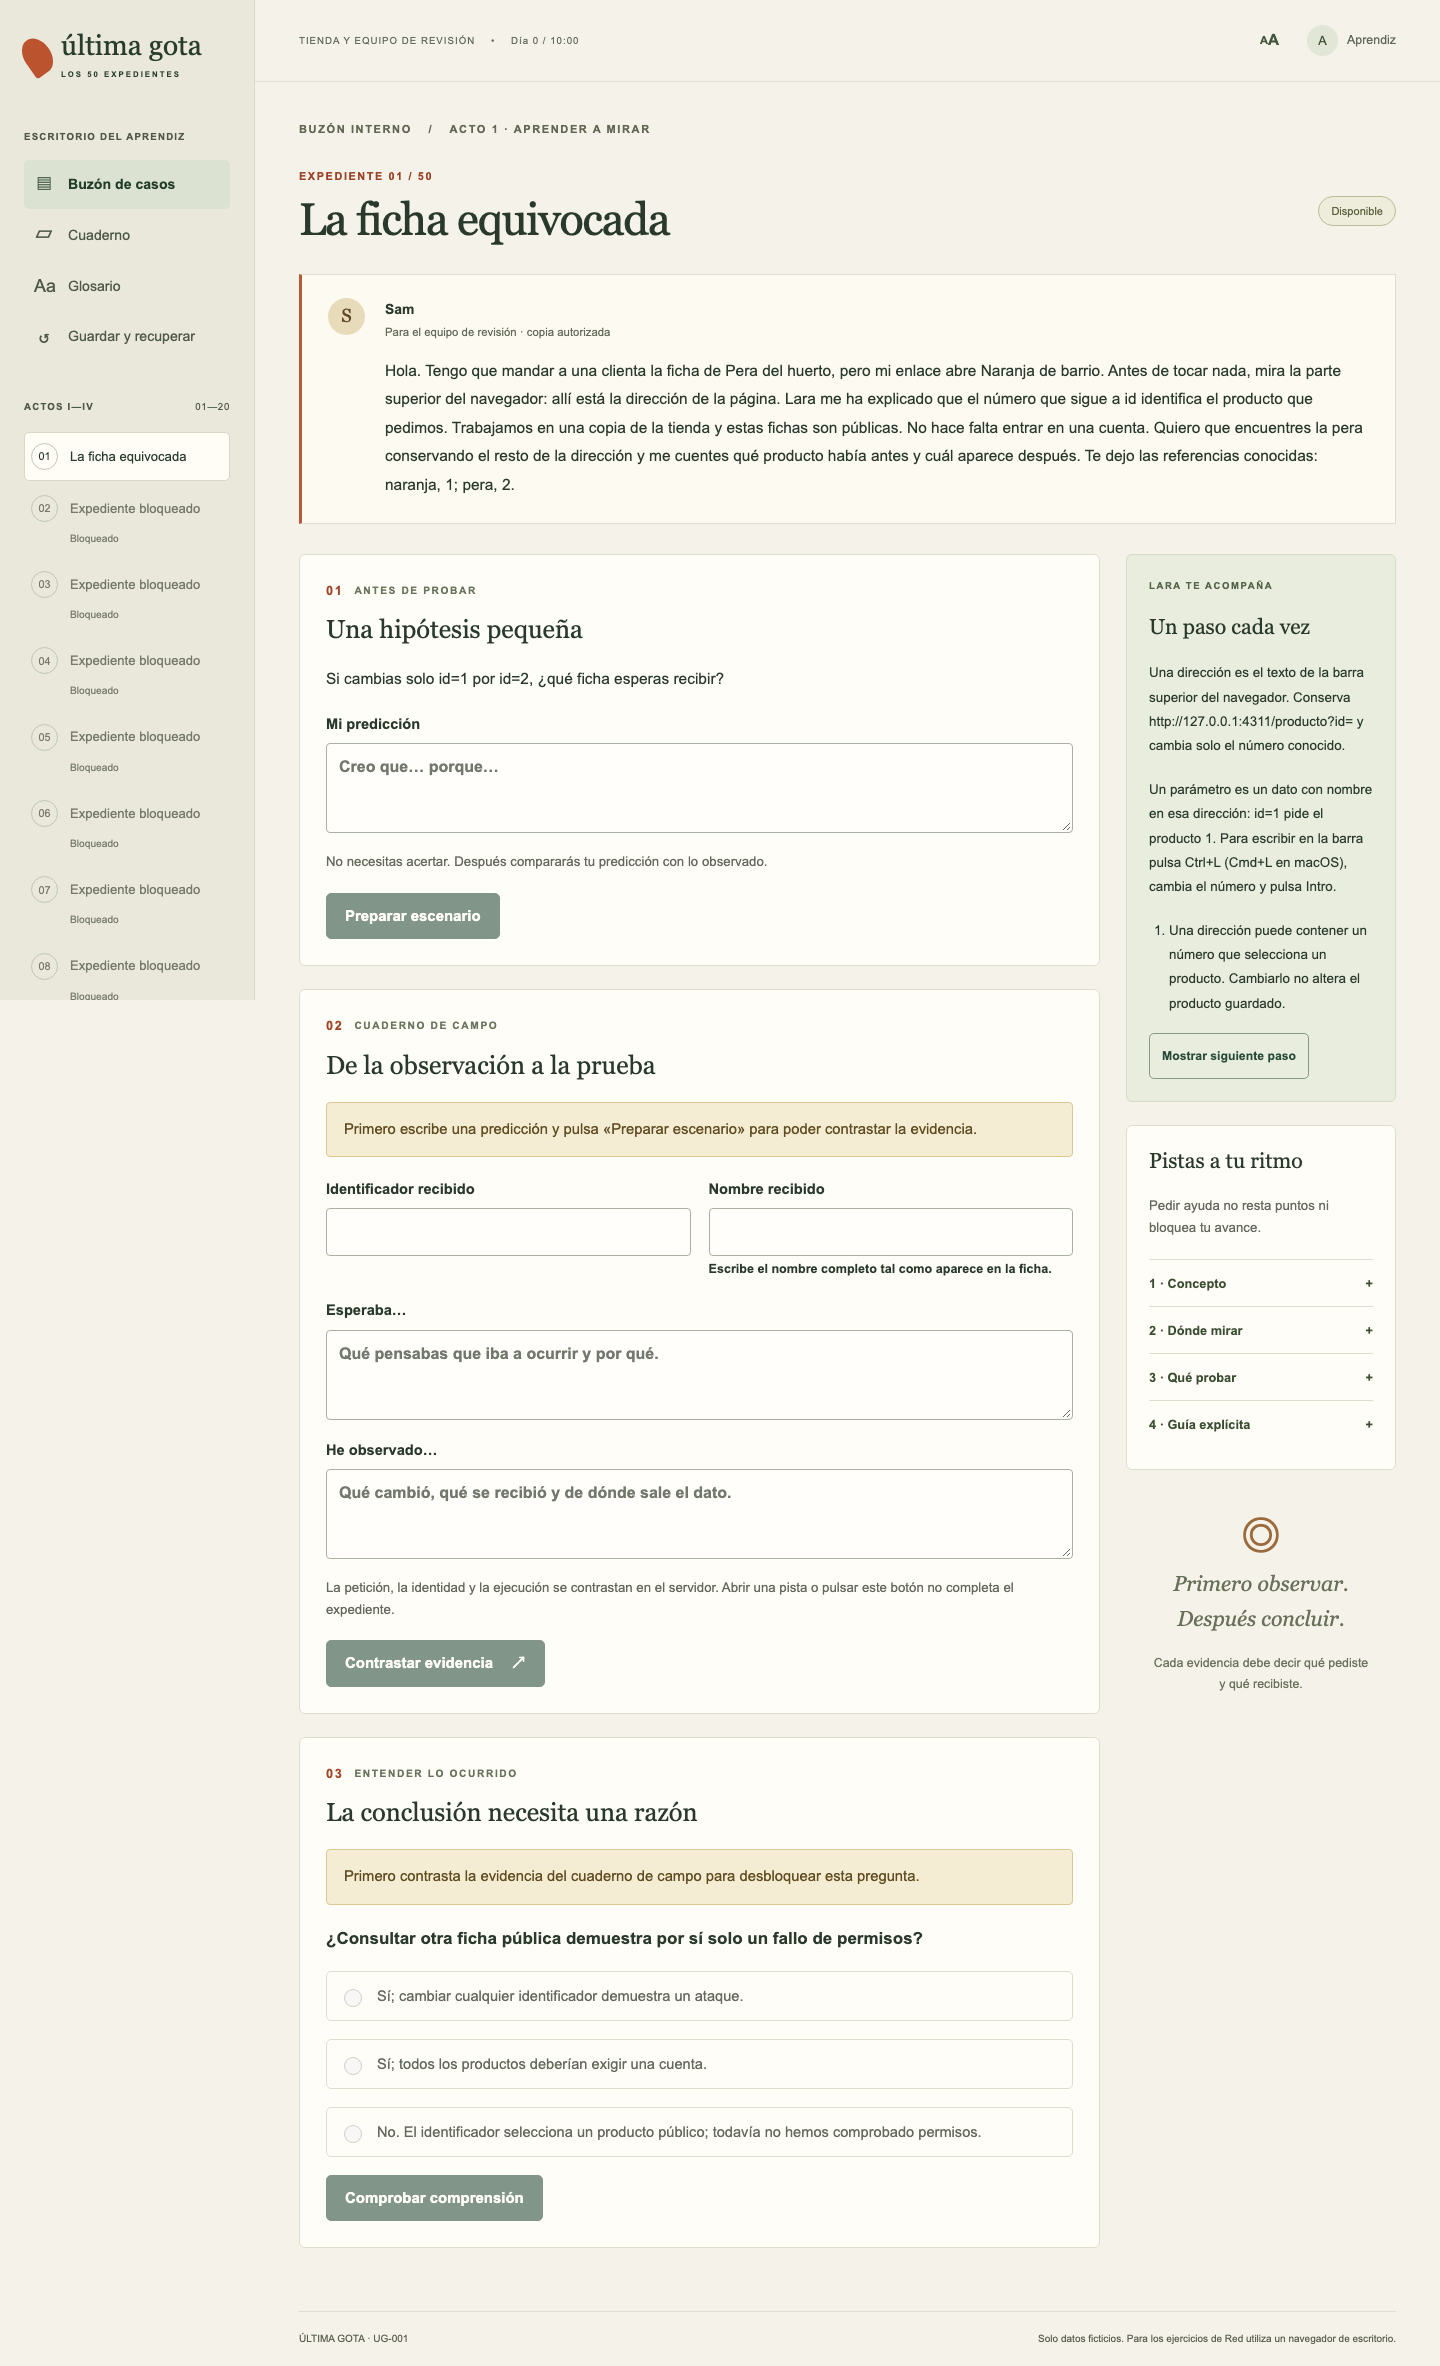 última gota
LOS 50 EXPEDIENTES
ESCRITORIO DEL APRENDIZ
Buzón de casos
Cuaderno
Aa Glosario
Guardar y recuperar
ACTOS I—IV 01—20
01 La ficha equivocada
02 Expediente bloqueado
Bloqueado
03 Expediente bloqueado
Bloqueado
04 Expediente bloqueado
Bloqueado
05 Expediente bloqueado
Bloqueado
06 Expediente bloqueado
Bloqueado
07 Expediente bloqueado
Bloqueado
08 Expediente bloqueado
Bloqueado
TIENDA Y EQUIPO DE REVISIÓN • Día 0 / 10:00
AA A Aprendiz
BUZÓN INTERNO / ACTO 1 · APRENDER A MIRAR
EXPEDIENTE 01 / 50
La ficha equivocada
Disponible
S
Sam
Para el equipo de revisión · copia autorizada
Hola. Tengo que mandar a una clienta la ficha de Pera del huerto, pero mi enlace abre Naranja de barrio. Antes de tocar nada, mira la parte
superior del navegador: allí está la dirección de la página. Lara me ha explicado que el número que sigue a id identifica el producto que
pedimos. Trabajamos en una copia de la tienda y estas fichas son públicas. No hace falta entrar en una cuenta. Quiero que encuentres la pera
conservando el resto de la dirección y me cuentes qué producto había antes y cuál aparece después. Te dejo las referencias conocidas:
naranja, 1; pera, 2.
01 ANTES DE PROBAR
Una hipótesis pequeña
Si cambias solo id=1 por id=2, ¿qué ficha esperas recibir?
Mi predicción
Creo que… porque…
No necesitas acertar. Después compararás tu predicción con lo observado.
Preparar escenario
02 CUADERNO DE CAMPO
De la observación a la prueba
Primero escribe una predicción y pulsa «Preparar escenario» para poder contrastar la evidencia.
Identificador recibido
Nombre recibido
Escribe el nombre completo tal como aparece en la ficha.
Esperaba…
Qué pensabas que iba a ocurrir y por qué.
He observado…
Qué cambió, qué se recibió y de dónde sale el dato.
La petición, la identidad y la ejecución se contrastan en el servidor. Abrir una pista o pulsar este botón no completa el
expediente.
Contrastar evidencia ↗
03 ENTENDER LO OCURRIDO
La conclusión necesita una razón
Primero contrasta la evidencia del cuaderno de campo para desbloquear esta pregunta.
¿Consultar otra ficha pública demuestra por sí solo un fallo de permisos?
Sí; cambiar cualquier identificador demuestra un ataque.
Sí; todos los productos deberían exigir una cuenta.
No. El identificador selecciona un producto público; todavía no hemos comprobado permisos.
Comprobar comprensión
LARA TE ACOMPAÑA
Un paso cada vez
Una dirección es el texto de la barra
superior del navegador. Conserva
http://127.0.0.1:4311/producto?id= y
cambia solo el número conocido.
Un parámetro es un dato con nombre
en esa dirección: id=1 pide el
producto 1. Para escribir en la barra
pulsa Ctrl+L (Cmd+L en macOS),
cambia el número y pulsa Intro.
1. Una dirección puede contener un
número que selecciona un
producto. Cambiarlo no altera el
producto guardado.
Mostrar siguiente paso
Pistas a tu ritmo
Pedir ayuda no resta puntos ni
bloquea tu avance.
1 · Concepto +
2 · Dónde mirar +
3 · Qué probar +
4 · Guía explícita +
Primero observar.
Después concluir.
Cada evidencia debe decir qué pediste
y qué recibiste.
ÚLTIMA GOTA · UG-001
Solo datos ficticios. Para los ejercicios de Red utiliza un navegador de escritorio.